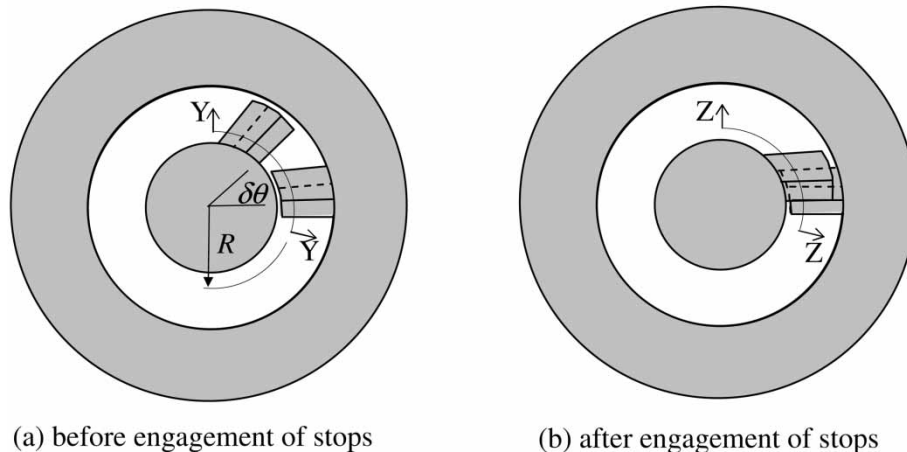 Y
δθ
R
Y
(a) before engagement of stops
Z
Z
(b) after engagement of stops